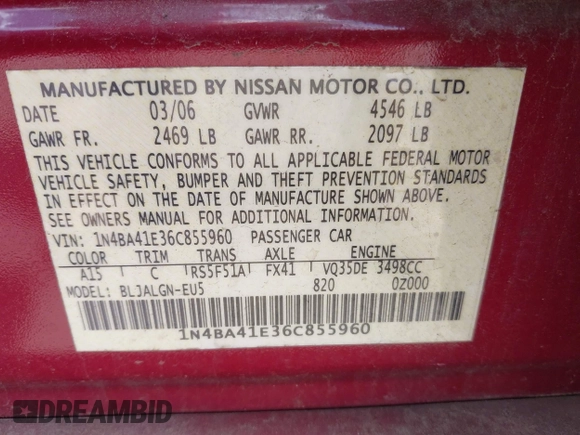 MANUFACTURED BY NISSAN MOTOR CO., LTD.
DATE 03/06 GVWR 4546 LB
GAWR FR. 2469 LB GAWR RR. 2097 LB
THIS VEHICLE CONFORMS TO ALL APPLICABLE FEDERAL MOTOR
VEHICLE SAFETY, BUMPER AND THEFT PREVENTION STANDARDS
IN EFFECT ON THE DATE OF MANUFACTURE SHOWN ABOVE.
SEE OWNERS MANUAL FOR ADDITIONAL INFORMATION.
VIN: 1N4BA41E36C855960 PASSENGER CAR
COLOR TRIM TRANS AXLE ENGINE
A15 C RS5F51A FX41 VQ35DE 3498CC
MODEL: BLJALGN-EU5 820 0Z000
1N4BA41E36C855960
DREAMBID